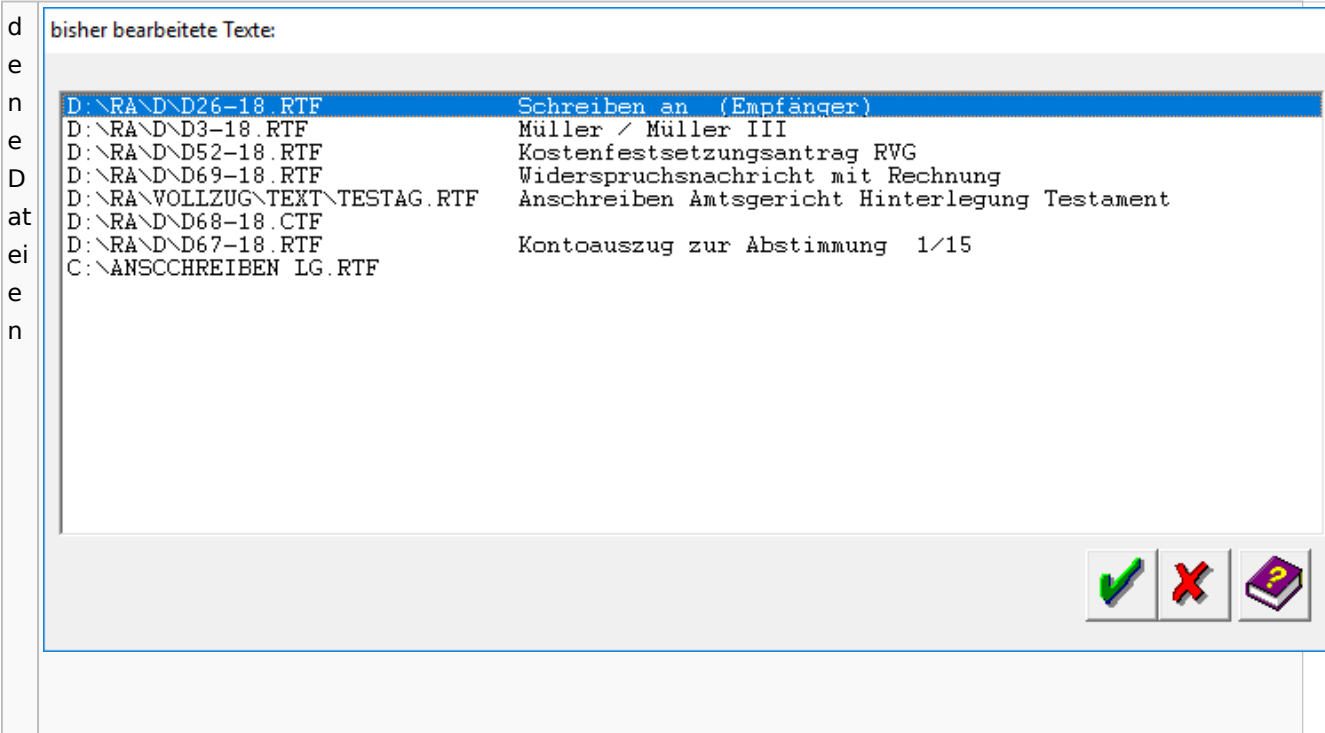 d
e
n
e
D
at
ei
e
n
bisher bearbeitete Texte:
D:\RA\D\D26-18.RTF Schreiben an (Empfänger)
D:\RA\D\D3-18.RTF Müller / Müller III
D:\RA\D\D52-18.RTF Kostenfestsetzungsantrag RVG
D:\RA\D\D69-18.RTF Widerspruchsnachricht mit Rechnung
D:\RA\VOLLZUG\TEXT\TESTAG.RTF Anschreiben Amtsgericht Hinterlegung Testament
D:\RA\D\D68-18.CTF
D:\RA\D\D67-18.RTF Kontoauszug zur Abstimmung 1/15
C:\ANSCCHREIBEN LG.RTF
?